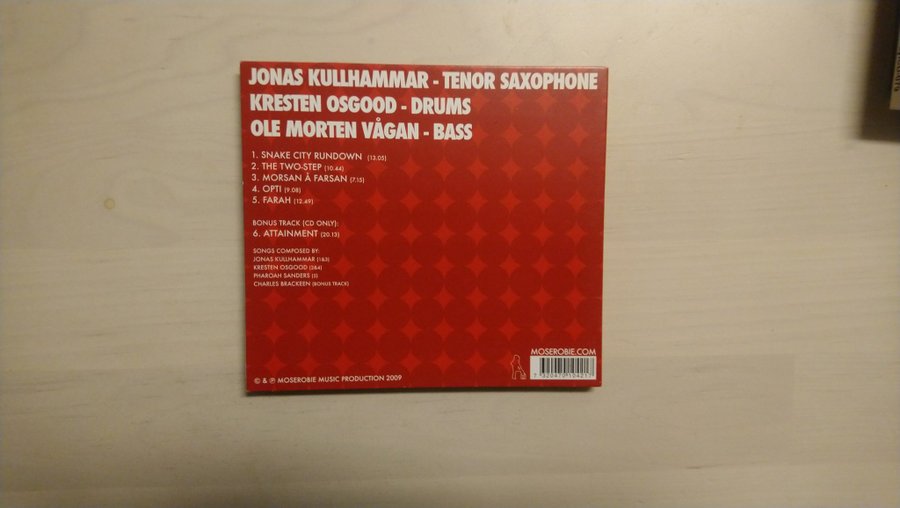 JONAS KULLHAMMAR - TENOR SAXOPHONE
KRESTEN OSGOOD - DRUMS
OLE MORTEN VÅGAN - BASS
1. SNAKE CITY RUNDOWN (13.05)
2. THE TWO-STEP (10.44)
3. MORSAN Å FARSAN (7.15)
4. OPTI (9.08)
5. FARAH (12.49)
BONUS TRACK (CD ONLY):
6. ATTAINMENT (20.13)
SONGS COMPOSED BY:
JONAS KULLHAMMAR (1&3)
KRESTEN OSGOOD (2&4)
PHAROAH SANDERS (5)
CHARLES BRACKEEN (BONUS TRACK)
MOSEROBIE.COM
© & ℗ MOSEROBIE MUSIC PRODUCTION 2009